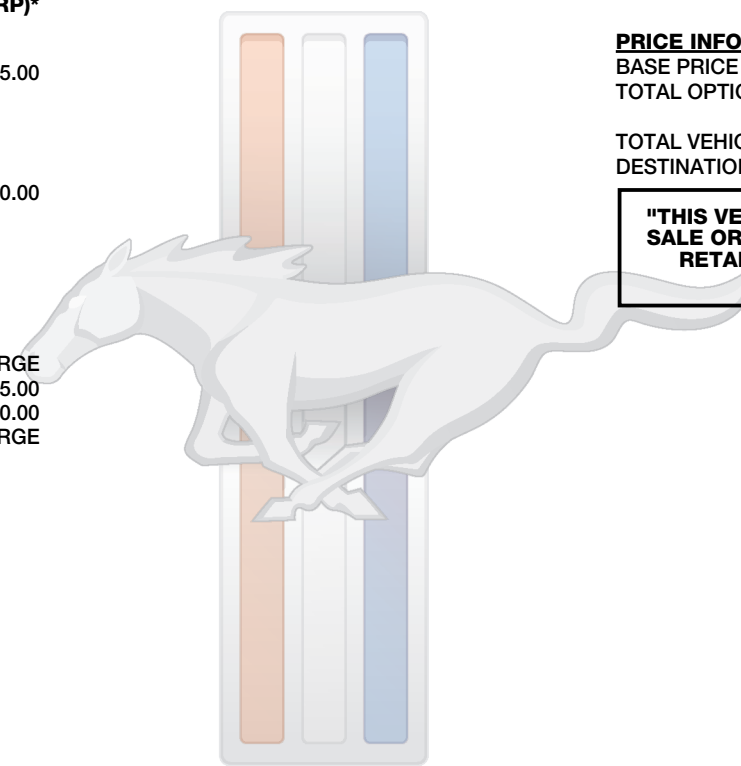 RP)*
5.00
0.00
RGE
5.00
0.00
RGE
PRICE INFO
BASE PRICE
TOTAL OPTIO
TOTAL VEHIC
DESTINATION
"THIS VE
SALE OR
RETAI